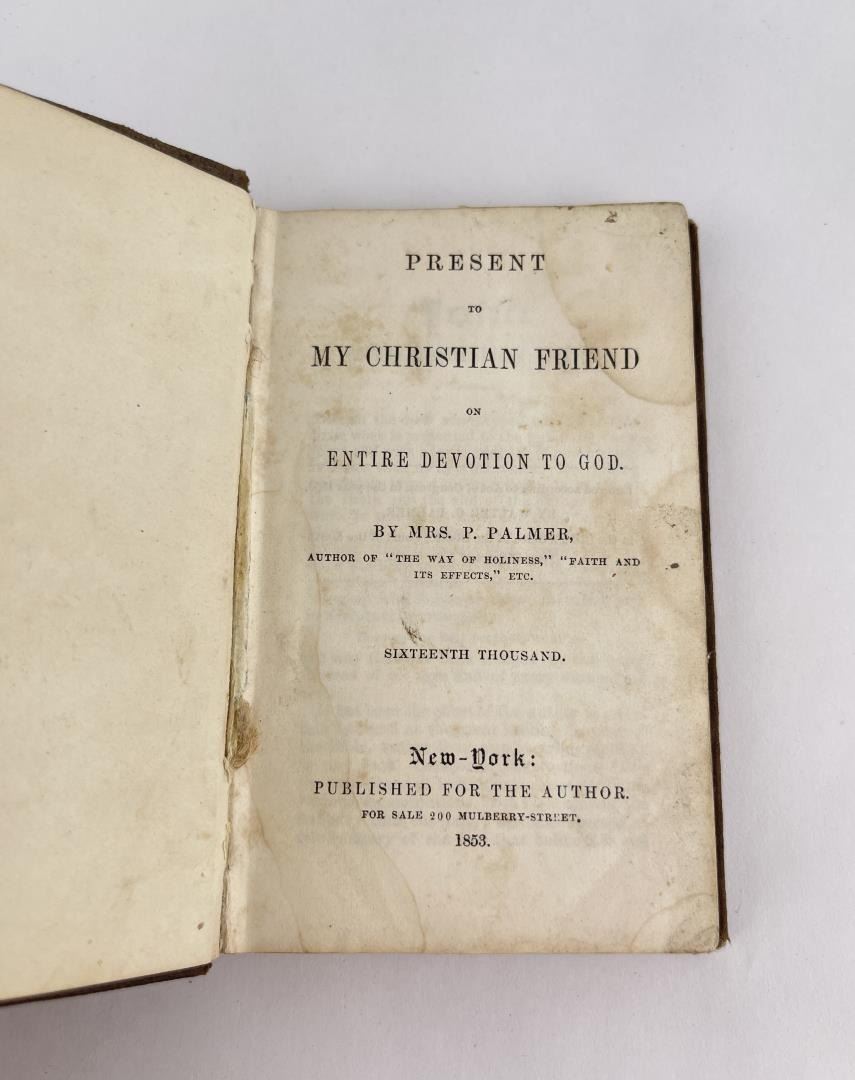 PRESENT
TO
MY CHRISTIAN FRIEND
ON
ENTIRE DEVOTION TO GOD.
BY MRS. P. PALMER,
AUTHOR OF "THE WAY OF HOLINESS," "FAITH AND
ITS EFFECTS," ETC.
SIXTEENTH THOUSAND.
New-York:
PUBLISHED FOR THE AUTHOR.
FOR SALE 200 MULBERRY-STREET.
1853.